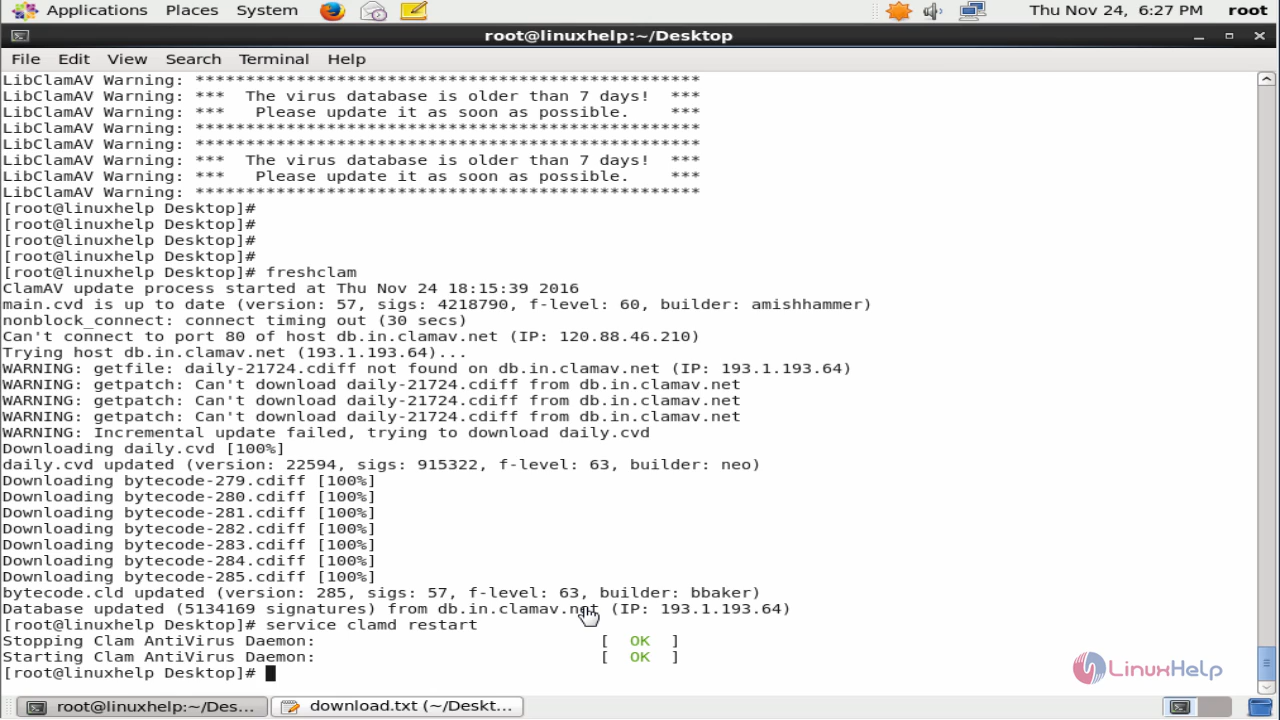 Applications Places System Thu Nov 24, 6:27 PM root
root@linuxhelp:~/Desktop
File Edit View Search Terminal Help
LibClamAV Warning: **************************************************
LibClamAV Warning: ***  The virus database is older than 7 days!  ***
LibClamAV Warning: ***   Please update it as soon as possible.    ***
LibClamAV Warning: **************************************************
LibClamAV Warning: **************************************************
LibClamAV Warning: ***  The virus database is older than 7 days!  ***
LibClamAV Warning: ***   Please update it as soon as possible.    ***
LibClamAV Warning: **************************************************
[root@linuxhelp Desktop]#
[root@linuxhelp Desktop]#
[root@linuxhelp Desktop]#
[root@linuxhelp Desktop]#
[root@linuxhelp Desktop]# freshclam
ClamAV update process started at Thu Nov 24 18:15:39 2016
main.cvd is up to date (version: 57, sigs: 4218790, f-level: 60, builder: amishhammer)
nonblock_connect: connect timing out (30 secs)
Can't connect to port 80 of host db.in.clamav.net (IP: 120.88.46.210)
Trying host db.in.clamav.net (193.1.193.64)...
WARNING: getfile: daily-21724.cdiff not found on db.in.clamav.net (IP: 193.1.193.64)
WARNING: getpatch: Can't download daily-21724.cdiff from db.in.clamav.net
WARNING: getpatch: Can't download daily-21724.cdiff from db.in.clamav.net
WARNING: getpatch: Can't download daily-21724.cdiff from db.in.clamav.net
WARNING: Incremental update failed, trying to download daily.cvd
Downloading daily.cvd [100%]
daily.cvd updated (version: 22594, sigs: 915322, f-level: 63, builder: neo)
Downloading bytecode-279.cdiff [100%]
Downloading bytecode-280.cdiff [100%]
Downloading bytecode-281.cdiff [100%]
Downloading bytecode-282.cdiff [100%]
Downloading bytecode-283.cdiff [100%]
Downloading bytecode-284.cdiff [100%]
Downloading bytecode-285.cdiff [100%]
bytecode.cld updated (version: 285, sigs: 57, f-level: 63, builder: bbaker)
Database updated (5134169 signatures) from db.in.clamav.net (IP: 193.1.193.64)
[root@linuxhelp Desktop]# service clamd restart
Stopping Clam AntiVirus Daemon: [ OK ]
Starting Clam AntiVirus Daemon: [ OK ]
[root@linuxhelp Desktop]#
LinuxHelp
root@linuxhelp:~/Des... download.txt (~/Deskt...